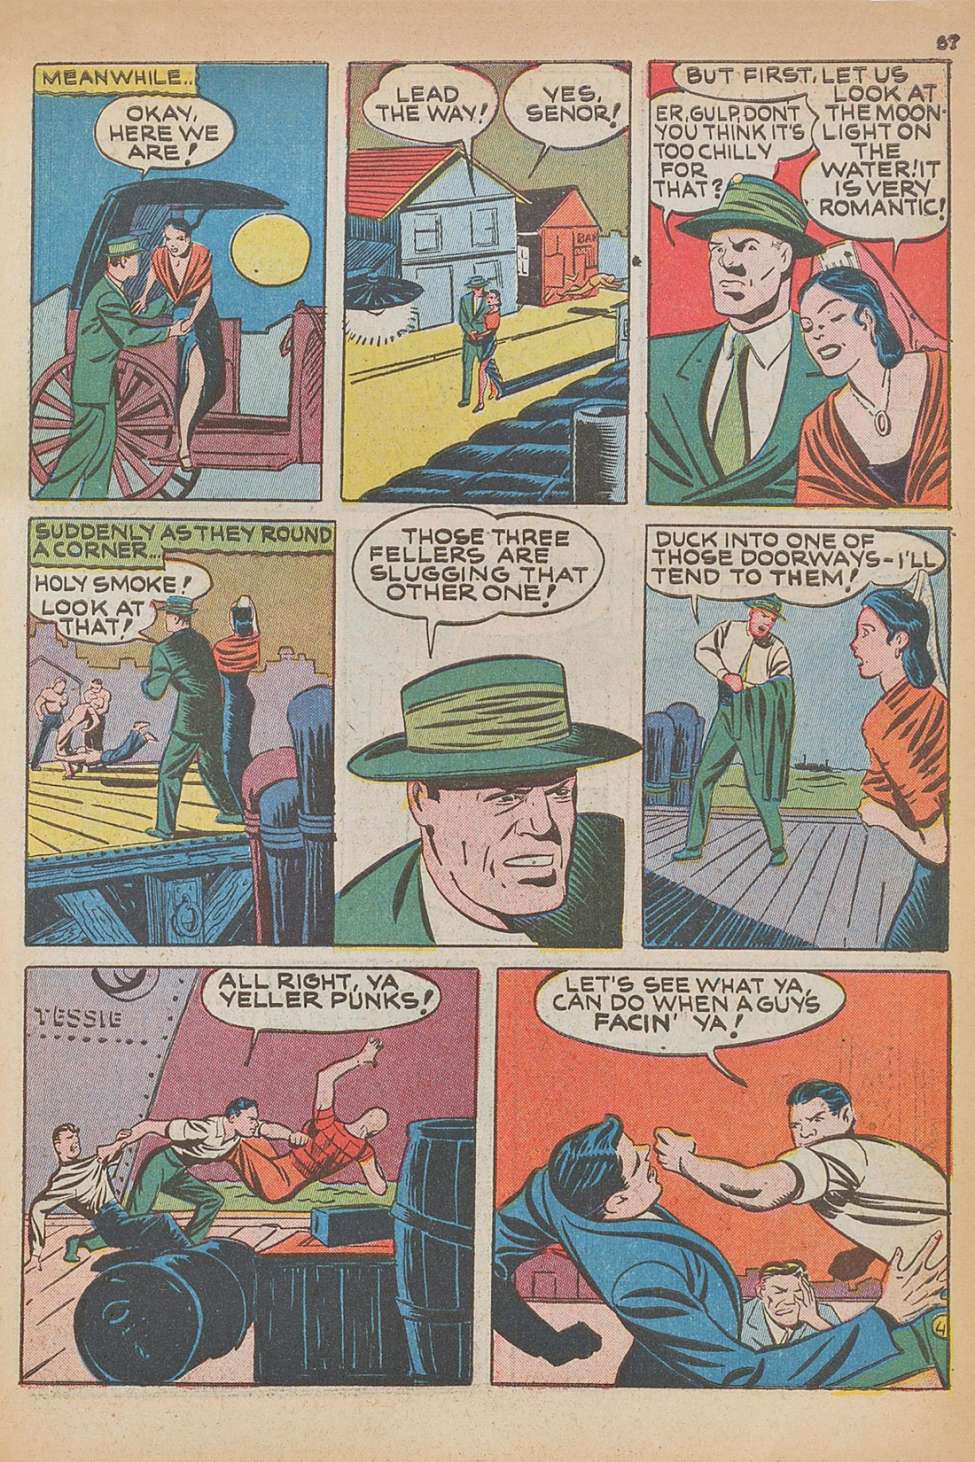 57
MEANWHILE..
OKAY,
HERE WE
ARE!
LEAD
THE WAY!
YES,
SENOR!
BAR
BUT FIRST, LET US
LOOK AT
THE MOON-
LIGHT ON
THE
WATER! IT
IS VERY
ROMANTIC!
ER, GULP, DONT
YOU THINK IT'S
TOO CHILLY
FOR
THAT?
SUDDENLY AS THEY ROUND
A CORNER...
HOLY SMOKE!
LOOK AT
THAT!
THOSE THREE
FELLERS ARE
SLUGGING THAT
OTHER ONE!
DUCK INTO ONE OF
THOSE DOORWAYS - I'LL
TEND TO THEM!
TESSIE
ALL RIGHT, YA
YELLER PUNKS!
LET'S SEE WHAT YA
CAN DO WHEN A GUY'S
FACIN' YA!
4